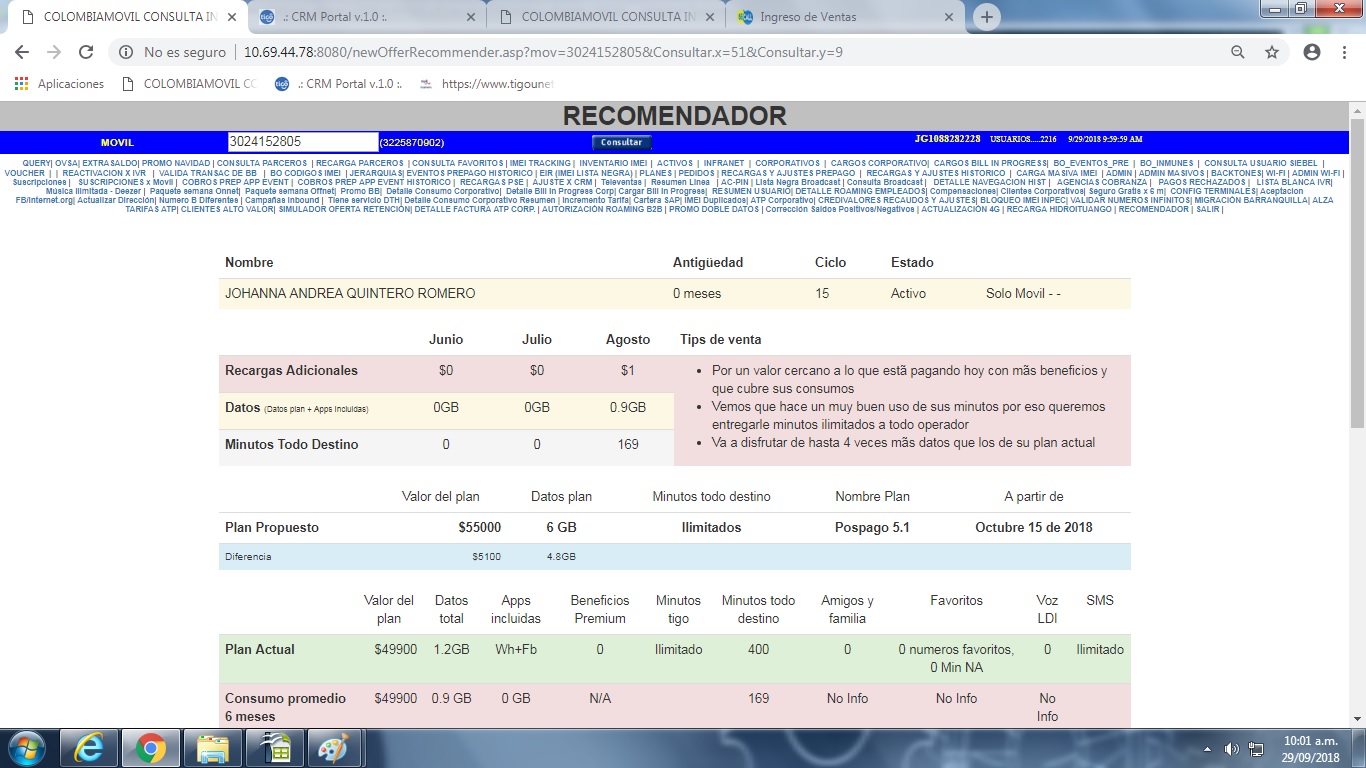 COLOMBIAMOVIL CONSULTA IN
.: CRM Portal v.1.0 :.
COLOMBIAMOVIL CONSULTA IN
Ingreso de Ventas
No es seguro | 10.69.44.78:8080/newOfferRecommender.asp?mov=3024152805&Consultar.x=51&Consultar.y=9
Aplicaciones COLOMBIAMOVIL CO .: CRM Portal v.1.0 :. https://www.tigoune
RECOMENDADOR
MOVIL 3024152805 (3225870902) Consultar JG1088282228 USUARIOS.....2216 9/29/2018 9:59:59 AM
QUERY| OVSA| EXTRASALDO| PROMO NAVIDAD | CONSULTA PARCEROS | RECARGA PARCEROS | CONSULTA FAVORITOS | IMEI TRACKING | INVENTARIO IMEI | ACTIVOS | INFRANET | CORPORATIVOS | CARGOS CORPORATIVO| CARGOS BILL IN PROGRESS| BO_EVENTOS_PRE | BO_INMUNES | CONSULTA USUARIO SIEBEL |
VOUCHER | | REACTIVACION X IVR | VALIDA TRANSAC DE BB | BO CODIGOS IMEI |JERARQUIAS| EVENTOS PREPAGO HISTORICO | EIR (IMEI LISTA NEGRA) | PLANES | PEDIDOS | RECARGAS Y AJUSTES PREPAGO | RECARGAS Y AJUSTES HISTORICO | CARGA MASIVA IMEI | ADMIN | ADMIN MASIVOS | BACKTONES| WI-FI | ADMIN WI-FI |
Suscripciones | SUSCRIPCIONES x Movil | COBROS PREP APP EVENT | COBROS PREP APP EVENT HISTORICO | RECARGAS PSE | AJUSTE X CRM | Televentas | Resumen Linea | AC-PIN | Lista Negra Broadcast | Consulta Broadcast | DETALLE NAVEGACION HIST | AGENCIAS COBRANZA | PAGOS RECHAZADOS | LISTA BLANCA IVR|
Musica Ilimitada - Deezer | Paquete semana Onnet| Paquete semana Offnet| Promo BB| Detalle Consumo Corporativo| Detalle Bill In Progress Corp| Cargar Bill In Progress| RESUMEN USUARIO| DETALLE ROAMING EMPLEADOS| Compensaciones| Clientes Corporativos| Seguro Gratis x 6 m| CONFIG TERMINALES| Aceptacion
FB/Internet.org| Actualizar Dirección| Numero B Diferentes | Campañas Inbound | Tiene servicio DTH| Detalle Consumo Corporativo Resumen | Incremento Tarifa| Cartera SAP| IMEI Duplicados| ATP Corporativo| CREDIVALORES RECAUDOS Y AJUSTES| BLOQUEO IMEI INPEC| VALIDAR NUMEROS INFINITOS| MIGRACIÓN BARRANQUILLA| ALZA
TARIFAS ATP| CLIENTES ALTO VALOR| SIMULADOR OFERTA RETENCIÓN| DETALLE FACTURA ATP CORP. | AUTORIZACIÓN ROAMING B2B | PROMO DOBLE DATOS | Corrección Saldos Positivos/Negativos | ACTUALIZACIÓN 4G | RECARGA HIDROITUANGO | RECOMENDADOR | SALIR |
Nombre Antigüedad Ciclo Estado
JOHANNA ANDREA QUINTERO ROMERO 0 meses 15 Activo Solo Movil - -
Junio Julio Agosto Tips de venta
Recargas Adicionales $0 $0 $1
Datos (Datos plan + Apps Incluidas) 0GB 0GB 0.9GB
Minutos Todo Destino 0 0 169
• Por un valor cercano a lo que estã pagando hoy con mãs beneficios y
que cubre sus consumos
• Vemos que hace un muy buen uso de sus minutos por eso queremos
entregarle minutos ilimitados a todo operador
• Va a disfrutar de hasta 4 veces mãs datos que los de su plan actual
Valor del plan Datos plan Minutos todo destino Nombre Plan A partir de
Plan Propuesto $55000 6 GB Ilimitados Pospago 5.1 Octubre 15 de 2018
Diferencia $5100 4.8GB
Valor del Datos Apps Beneficios Minutos Minutos todo Amigos y Favoritos Voz SMS
plan total incluidas Premium tigo destino familia LDI
Plan Actual $49900 1.2GB Wh+Fb 0 Ilimitado 400 0 0 numeros favoritos, 0 Ilimitado
0 Min NA
Consumo promedio $49900 0.9 GB 0 GB N/A 169 No Info No Info No
6 meses Info
10:01 a.m.
29/09/2018